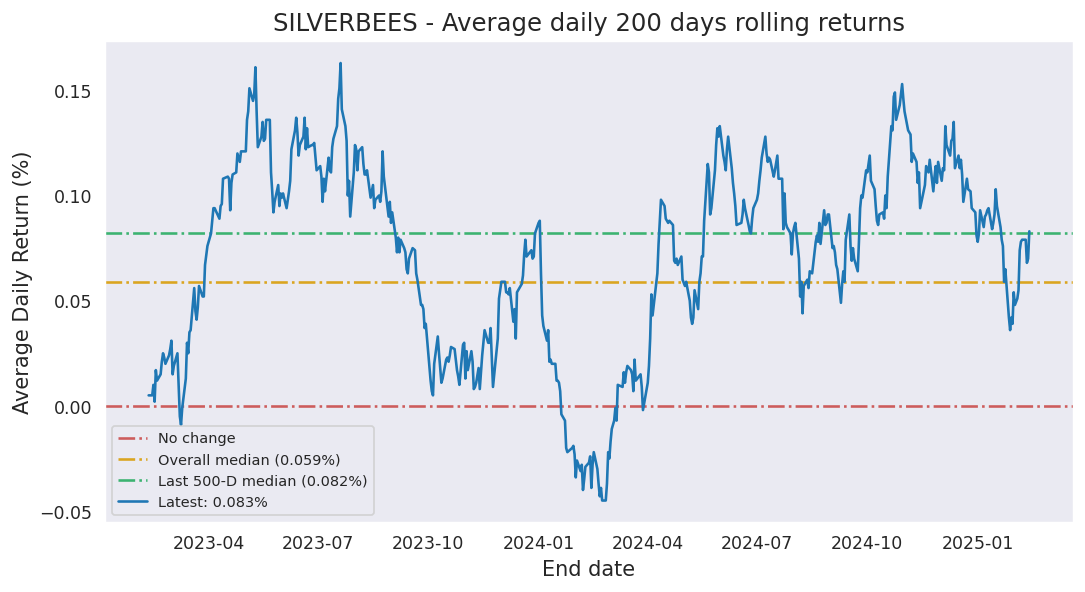 SILVERBEES - Average daily 200 days rolling returns
Average Daily Return (%)
0.15
0.10
0.05
0.00
−0.05
No change
Overall median (0.059%)
Last 500-D median (0.082%)
Latest: 0.083%
2023-04 2023-07 2023-10 2024-01 2024-04 2024-07 2024-10 2025-01
End date